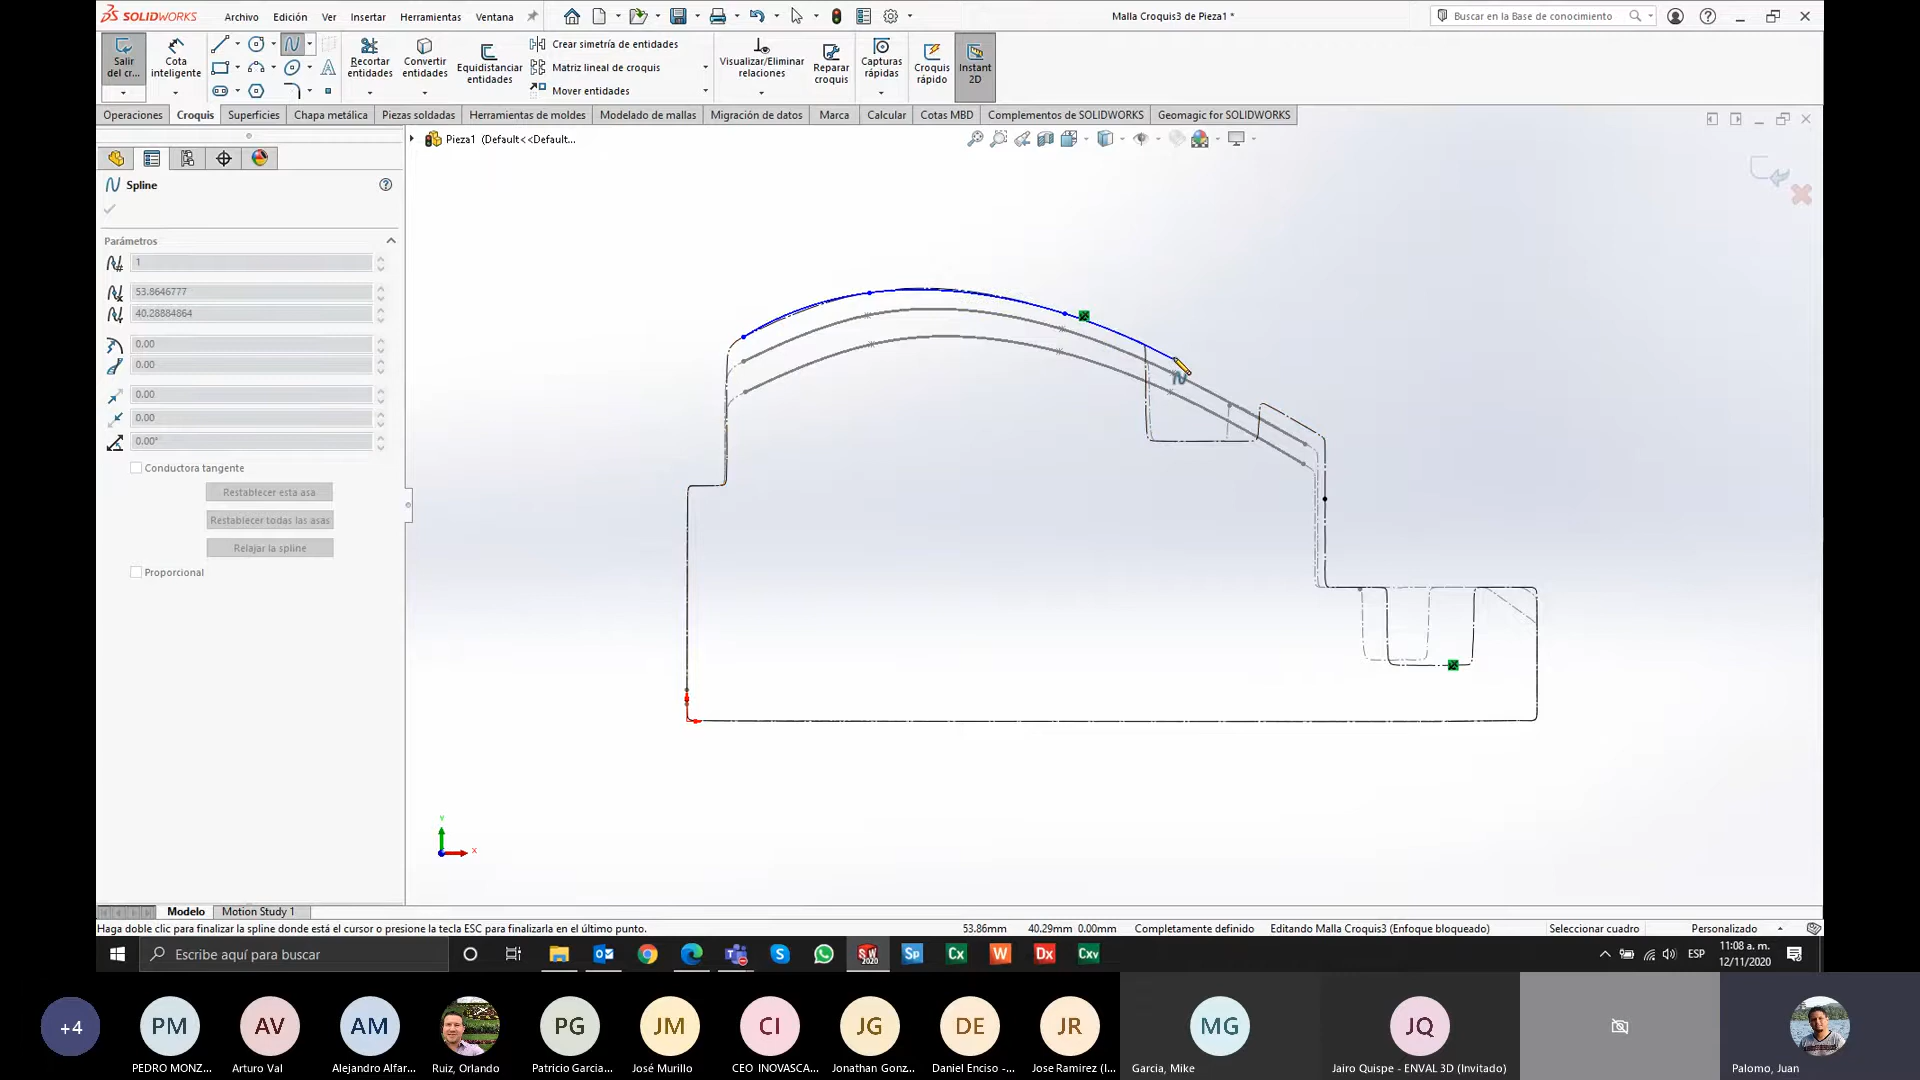 SOLIDWORKS
Archivo Edición Ver Insertar Herramientas Ventana
Malla Croquis3 de Pieza1 *
Buscar en la Base de conocimiento
Salir del cr...
Cota inteligente
Recortar entidades
Convertir entidades
Equidistanciar entidades
Crear simetría de entidades
Matriz lineal de croquis
Mover entidades
Visualizar/Eliminar relaciones
Reparar croquis
Capturas rápidas
Croquis rápido
Instant 2D
Operaciones Croquis Superficies Chapa metálica Piezas soldadas Herramientas de moldes Modelado de mallas Migración de datos Marca Calcular Cotas MBD Complementos de SOLIDWORKS Geomagic for SOLIDWORKS
Pieza1 (Default<<Default...
Spline
Parámetros
1
53.8646777
40.28884864
0.00
0.00
0.00
0.00
0.00°
Conductora tangente
Restablecer esta asa
Restablecer todas las asas
Relajar la spline
Proporcional
Y
X
Modelo Motion Study 1
Haga doble clic para finalizar la spline donde está el cursor o presione la tecla ESC para finalizarla en el último punto.
53.86mm 40.29mm 0.00mm Completamente definido Editando Malla Croquis3 (Enfoque bloqueado) Seleccionar cuadro Personalizado
Escribe aquí para buscar
SW 2020 Sp Cx W Dx Cxv
ESP
11:08 a. m.
12/11/2020
+4 PM AV AM PG JM CI JG DE JR MG JQ
PEDRO MONZ... Arturo Val Alejandro Alfar... Ruiz, Orlando Patricio Garcia... José Murillo CEO INOVASCA... Jonathan Gonz... Daniel Enciso -... Jose Ramirez (I... Garcia, Mike Jairo Quispe - ENVAL 3D (Invitado) Palomo, Juan